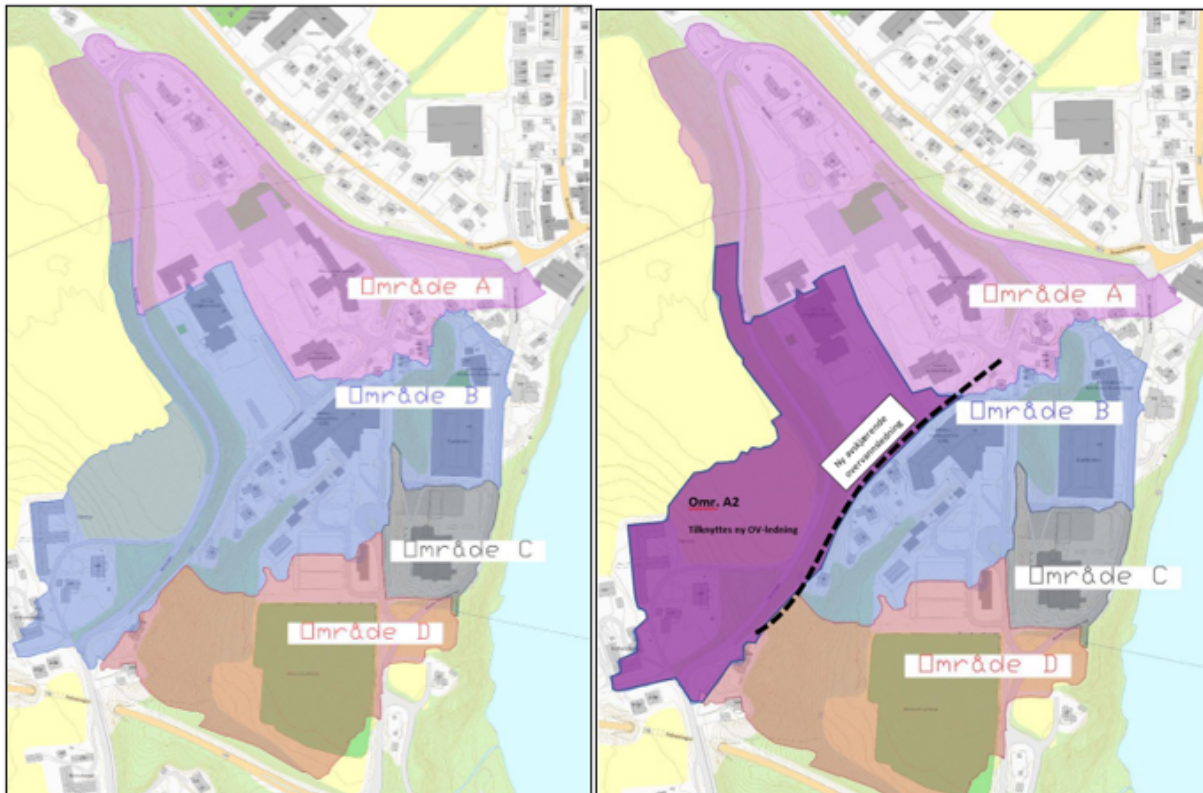 Område A
Område B
Område C
Område D
Område A
Ny avskjærende
overvannsledning
Område B
Omr. A2
Tilknyttes ny OV-ledning
Område C
Område D